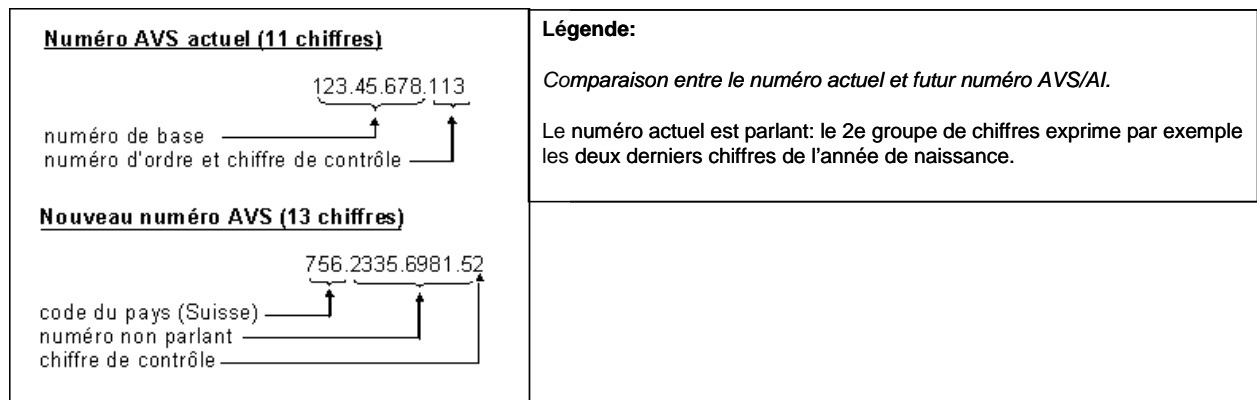 Numéro AVS actuel (11 chiffres)
123.45.678.113
numéro de base
numéro d'ordre et chiffre de contrôle
Nouveau numéro AVS (13 chiffres)
756.2335.6981.52
code du pays (Suisse)
numéro non parlant
chiffre de contrôle
Légende:
Comparaison entre le numéro actuel et futur numéro AVS/AI.
Le numéro actuel est parlant: le 2e groupe de chiffres exprime par exemple
les deux derniers chiffres de l'année de naissance.